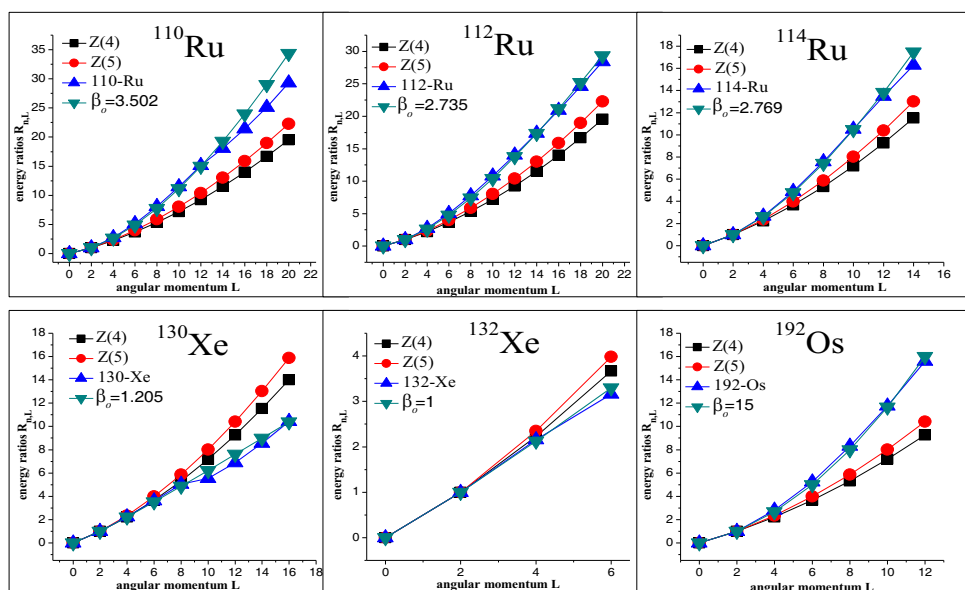 110Ru
Z(4)
Z(5)
110-Ru
βo=3.502
energy ratios Rn,L
35
30
25
20
15
10
5
0
0 2 4 6 8 10 12 14 16 18 20 22
angular momentum L
112Ru
Z(4)
Z(5)
112-Ru
βo=2.735
energy ratios Rn,L
30
25
20
15
10
5
0
0 2 4 6 8 10 12 14 16 18 20 22
angular momentum L
114Ru
Z(4)
Z(5)
114-Ru
βo=2.769
energy ratios Rn,L
18
16
14
12
10
8
6
4
2
0
0 2 4 6 8 10 12 14 16
angular momentum L
130Xe
Z(4)
Z(5)
130-Xe
βo=1.205
energy ratios Rn,L
18
16
14
12
10
8
6
4
2
0
0 2 4 6 8 10 12 14 16 18
angular momentum L
132Xe
Z(4)
Z(5)
132-Xe
βo=1
energy ratios Rn,L
4
3
2
1
0
0 2 4 6
angular momentum L
192Os
Z(4)
Z(5)
192-Os
βo=15
energy ratios Rn,L
18
16
14
12
10
8
6
4
2
0
0 2 4 6 8 10 12
angular momentum L